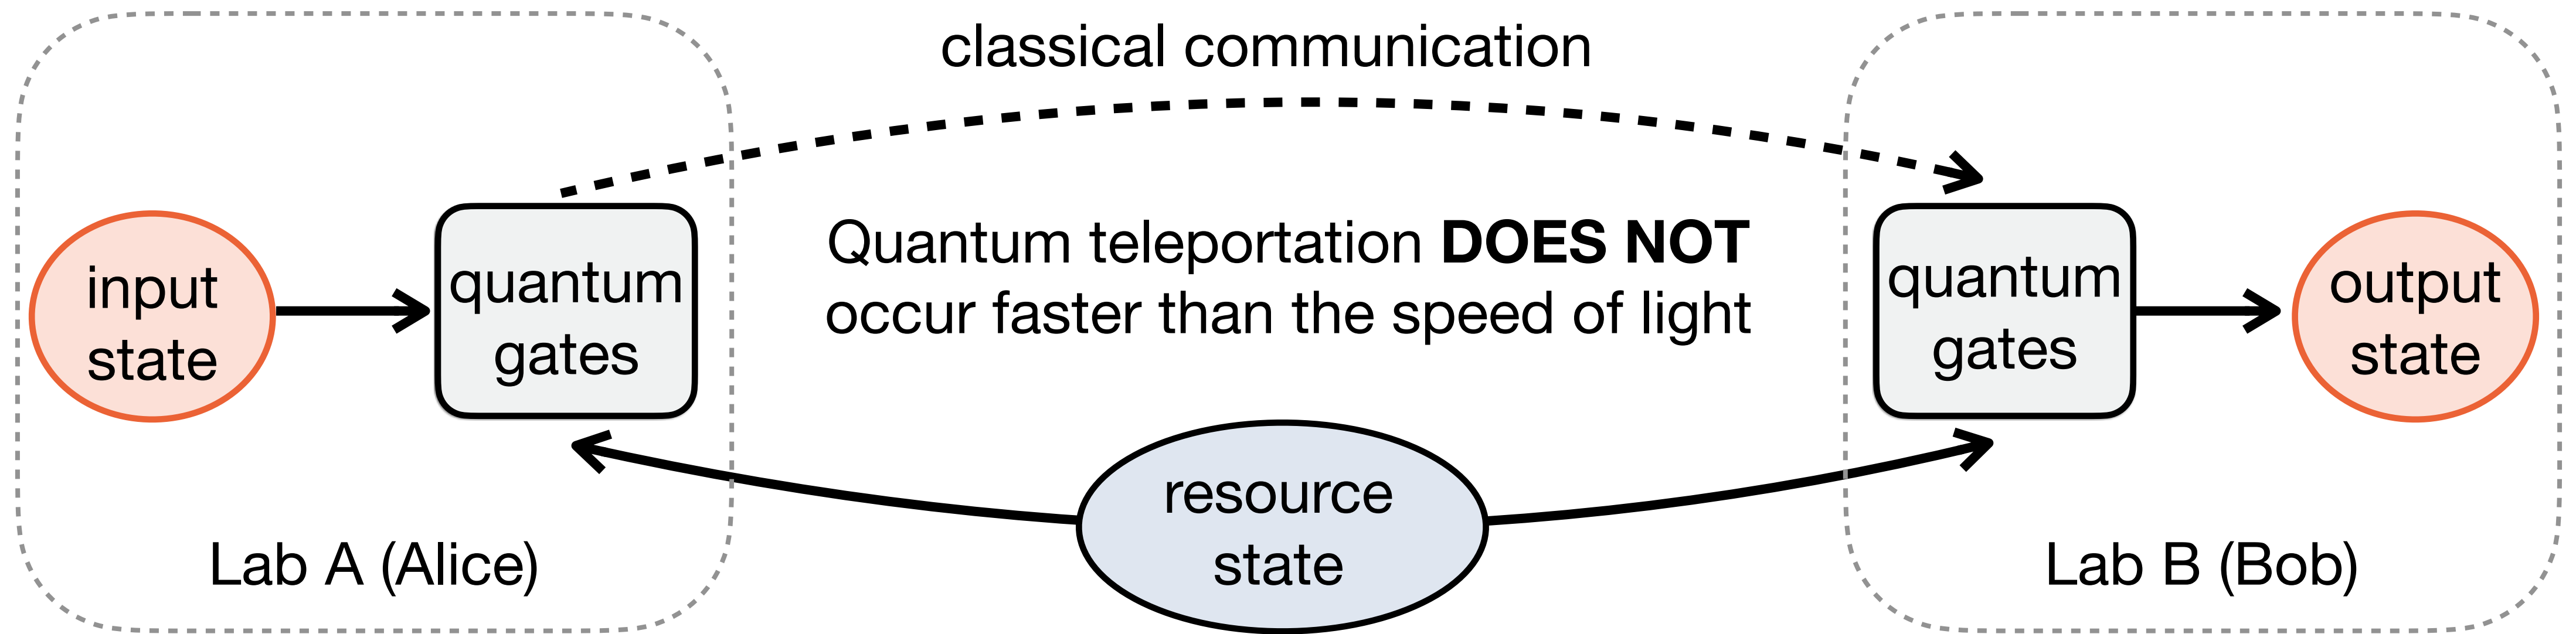 classical communication
Quantum teleportation DOES NOT
occur faster than the speed of light
input
state
quantum
gates
quantum
gates
output
state
resource
state
Lab A (Alice)
Lab B (Bob)